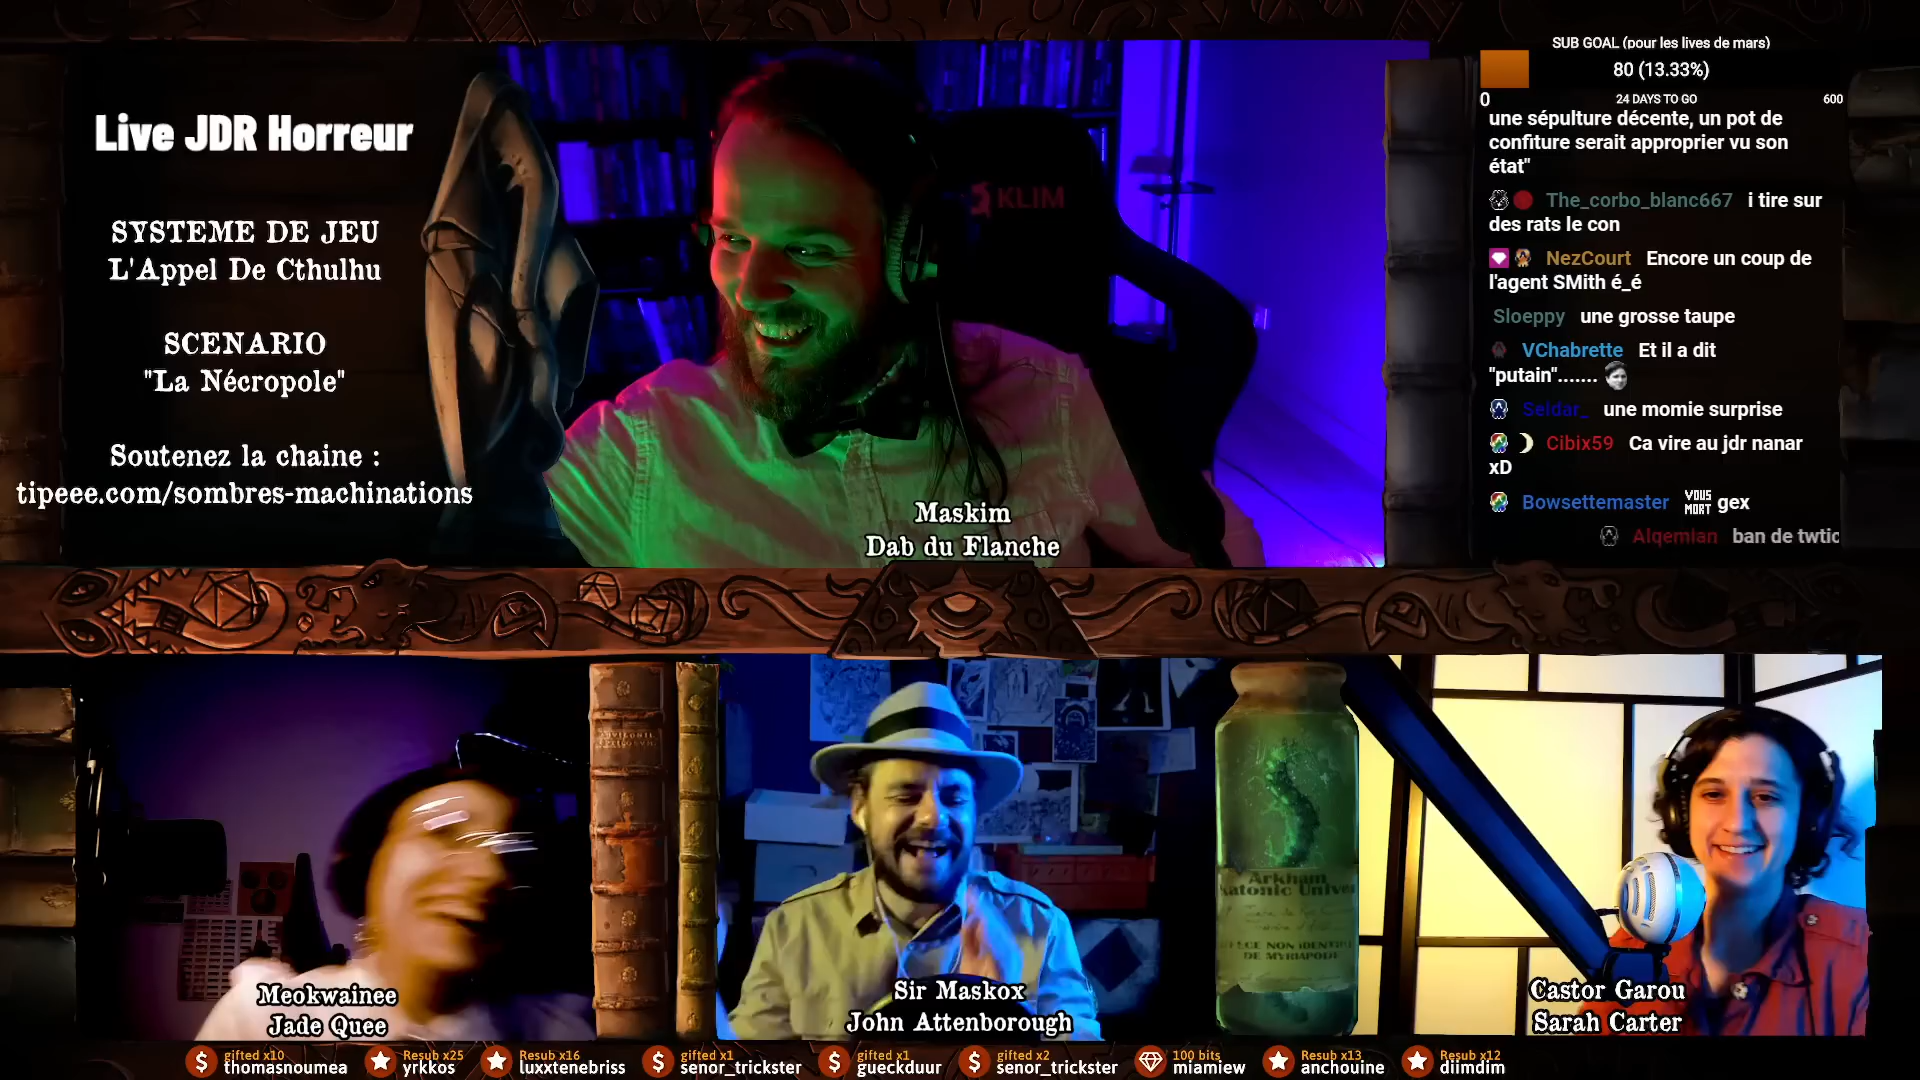 Live JDR Horreur
SYSTEME DE JEU
L'Appel De Cthulhu
SCENARIO
"La Nécropole"
Soutenez la chaine :
tipeee.com/sombres-machinations
KLIM
Maskim
Dab du Flanche
SUB GOAL (pour les lives de mars)
80 (13.33%)
0
24 DAYS TO GO
600
une sépulture décente, un pot de
confiture serait approprier vu son
état"
The_corbo_blanc667 i tire sur
des rats le con
NezCourt Encore un coup de
l'agent SMith é_é
Sloeppy une grosse taupe
VChabrette Et il a dit
"putain".......
Seldar_ une momie surprise
Cibix59 Ca vire au jdr nanar
xD
Bowsettemaster VOUS MORT gex
Alqemian ban de twtic
Meokwainee
Jade Quee
Sir Maskox
John Attenborough
Arkham
katonic Univer
NON IDENTI
DE MYRIAPODE
Castor Garou
Sarah Carter
gifted x10
thomasnoumea
Resub x25
yrkkos
Resub x16
luxxtenebriss
gifted x1
senor_trickster
gifted x1
gueckduur
gifted x2
senor_trickster
100 bits
miamiew
Resub x13
anchouine
Resub x12
diimdim